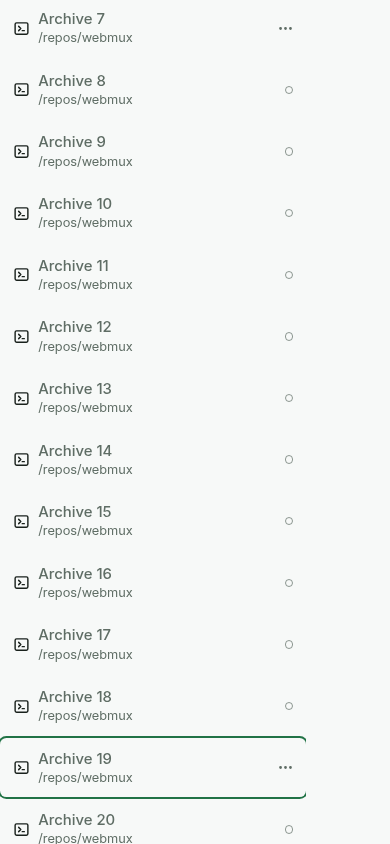 Archive 7
/repos/webmux
Archive 8
/repos/webmux
Archive 9
/repos/webmux
Archive 10
/repos/webmux
Archive 11
/repos/webmux
Archive 12
/repos/webmux
Archive 13
/repos/webmux
Archive 14
/repos/webmux
Archive 15
/repos/webmux
Archive 16
/repos/webmux
Archive 17
/repos/webmux
Archive 18
/repos/webmux
Archive 19
/repos/webmux
Archive 20
/repos/webmux